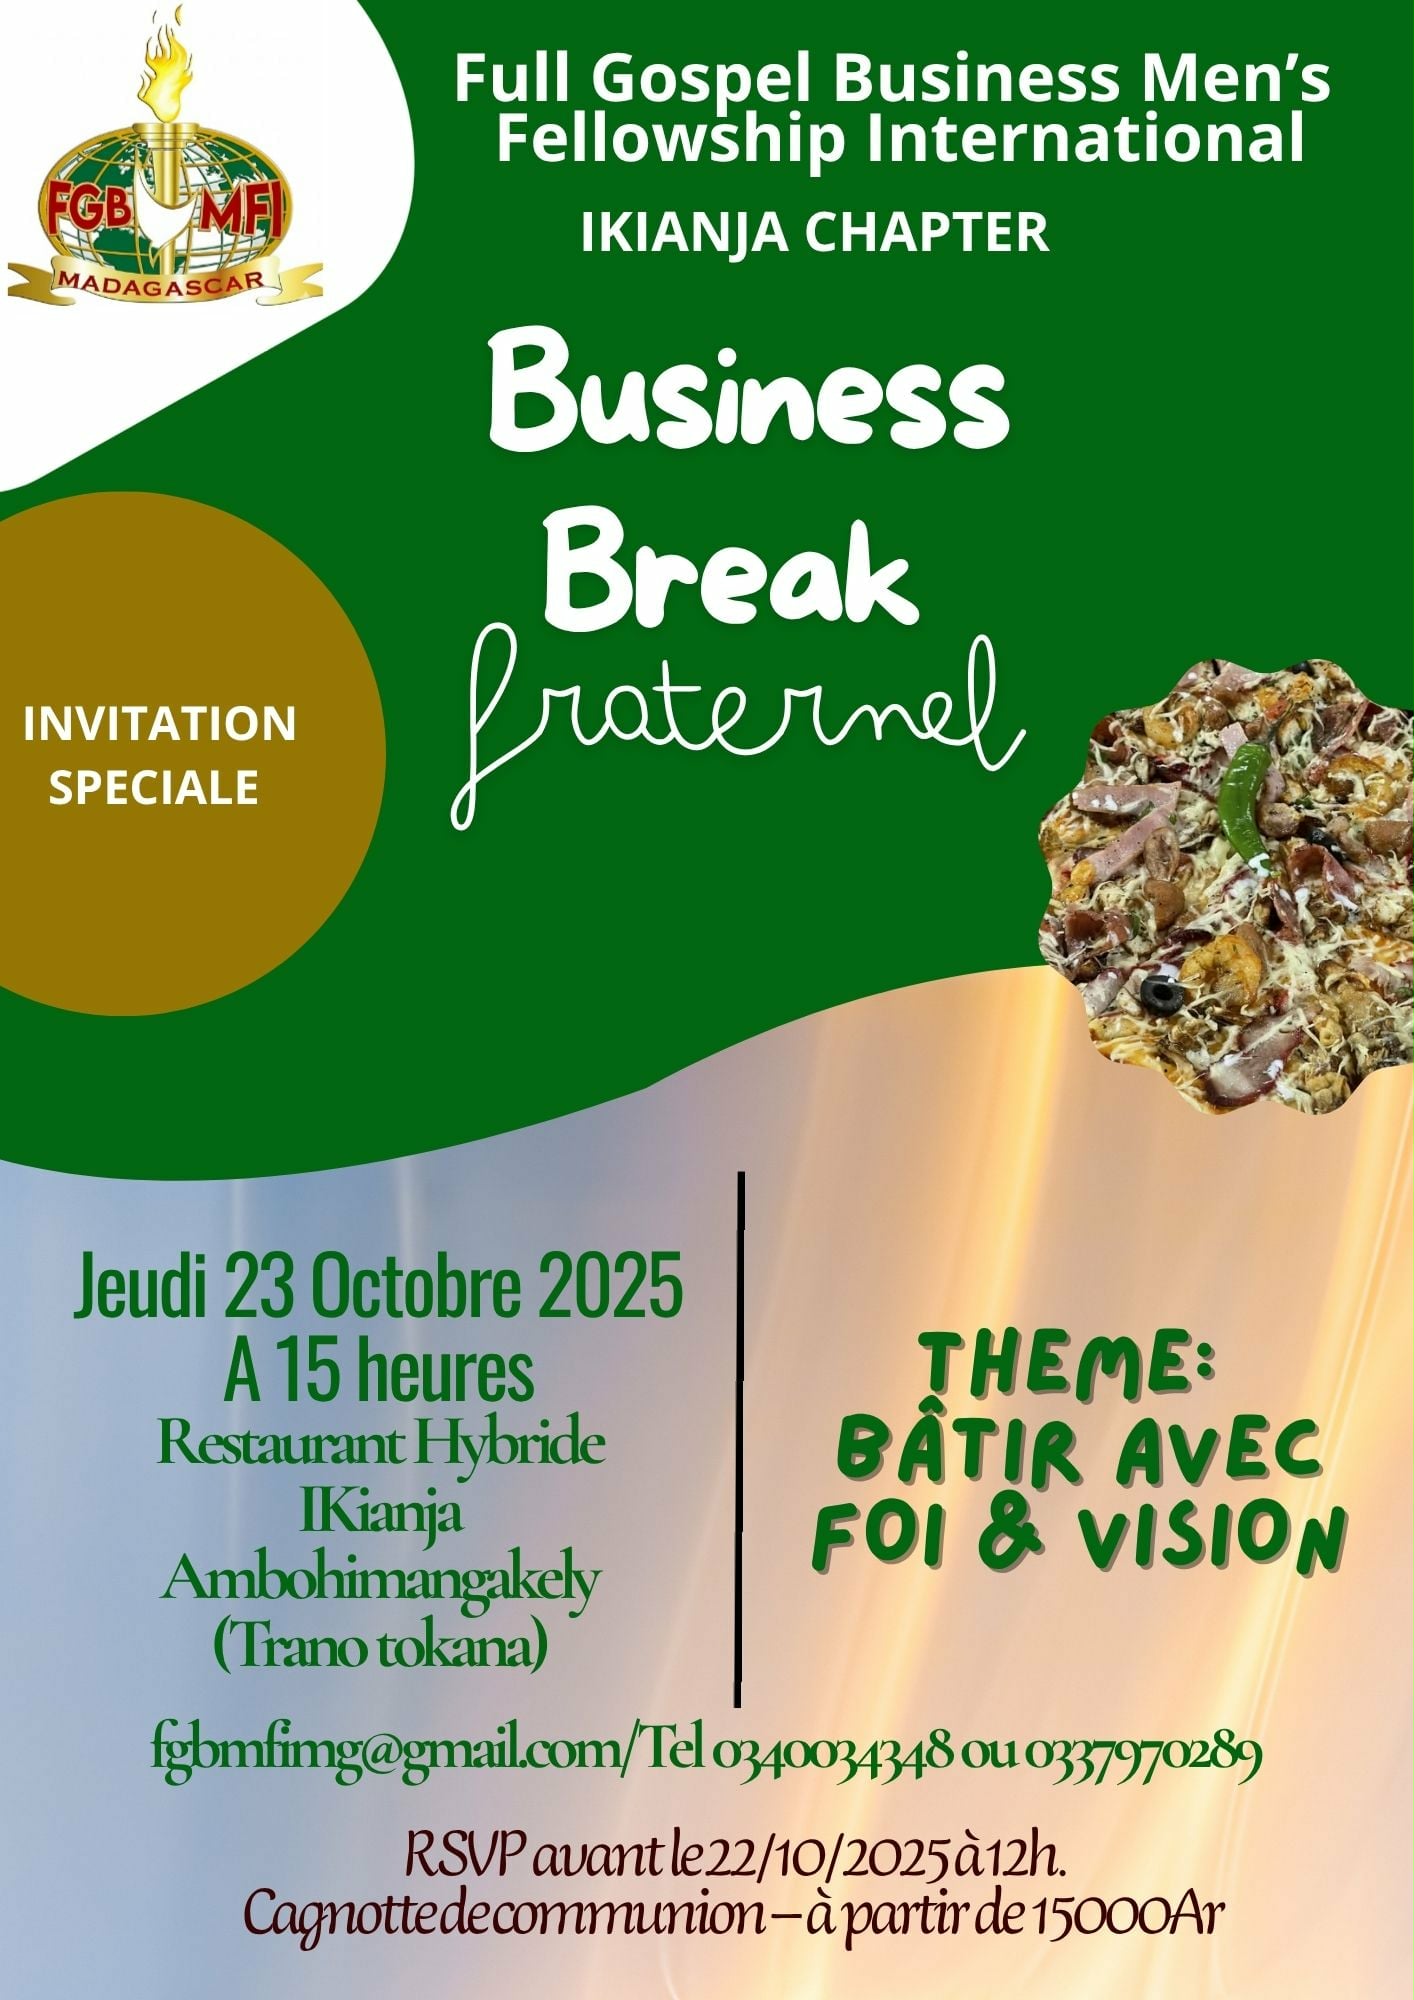 FGB MFI
MADAGASCAR
Full Gospel Business Men’s
Fellowship International
IKIANJA CHAPTER
Business
Break
fraternel
INVITATION
SPECIALE
Jeudi 23 Octobre 2025
A 15 heures
Restaurant Hybride
IKianja
Ambohimangakely
(Trano tokana)
THEME:
BÂTIR AVEC
FOI & VISION
fgbmfimg@gmail.com/Tel 0340034348 ou 0337970289
RSVP avant le 22/10/2025 à 12h.
Cagnotte de communion – à partir de 15000Ar